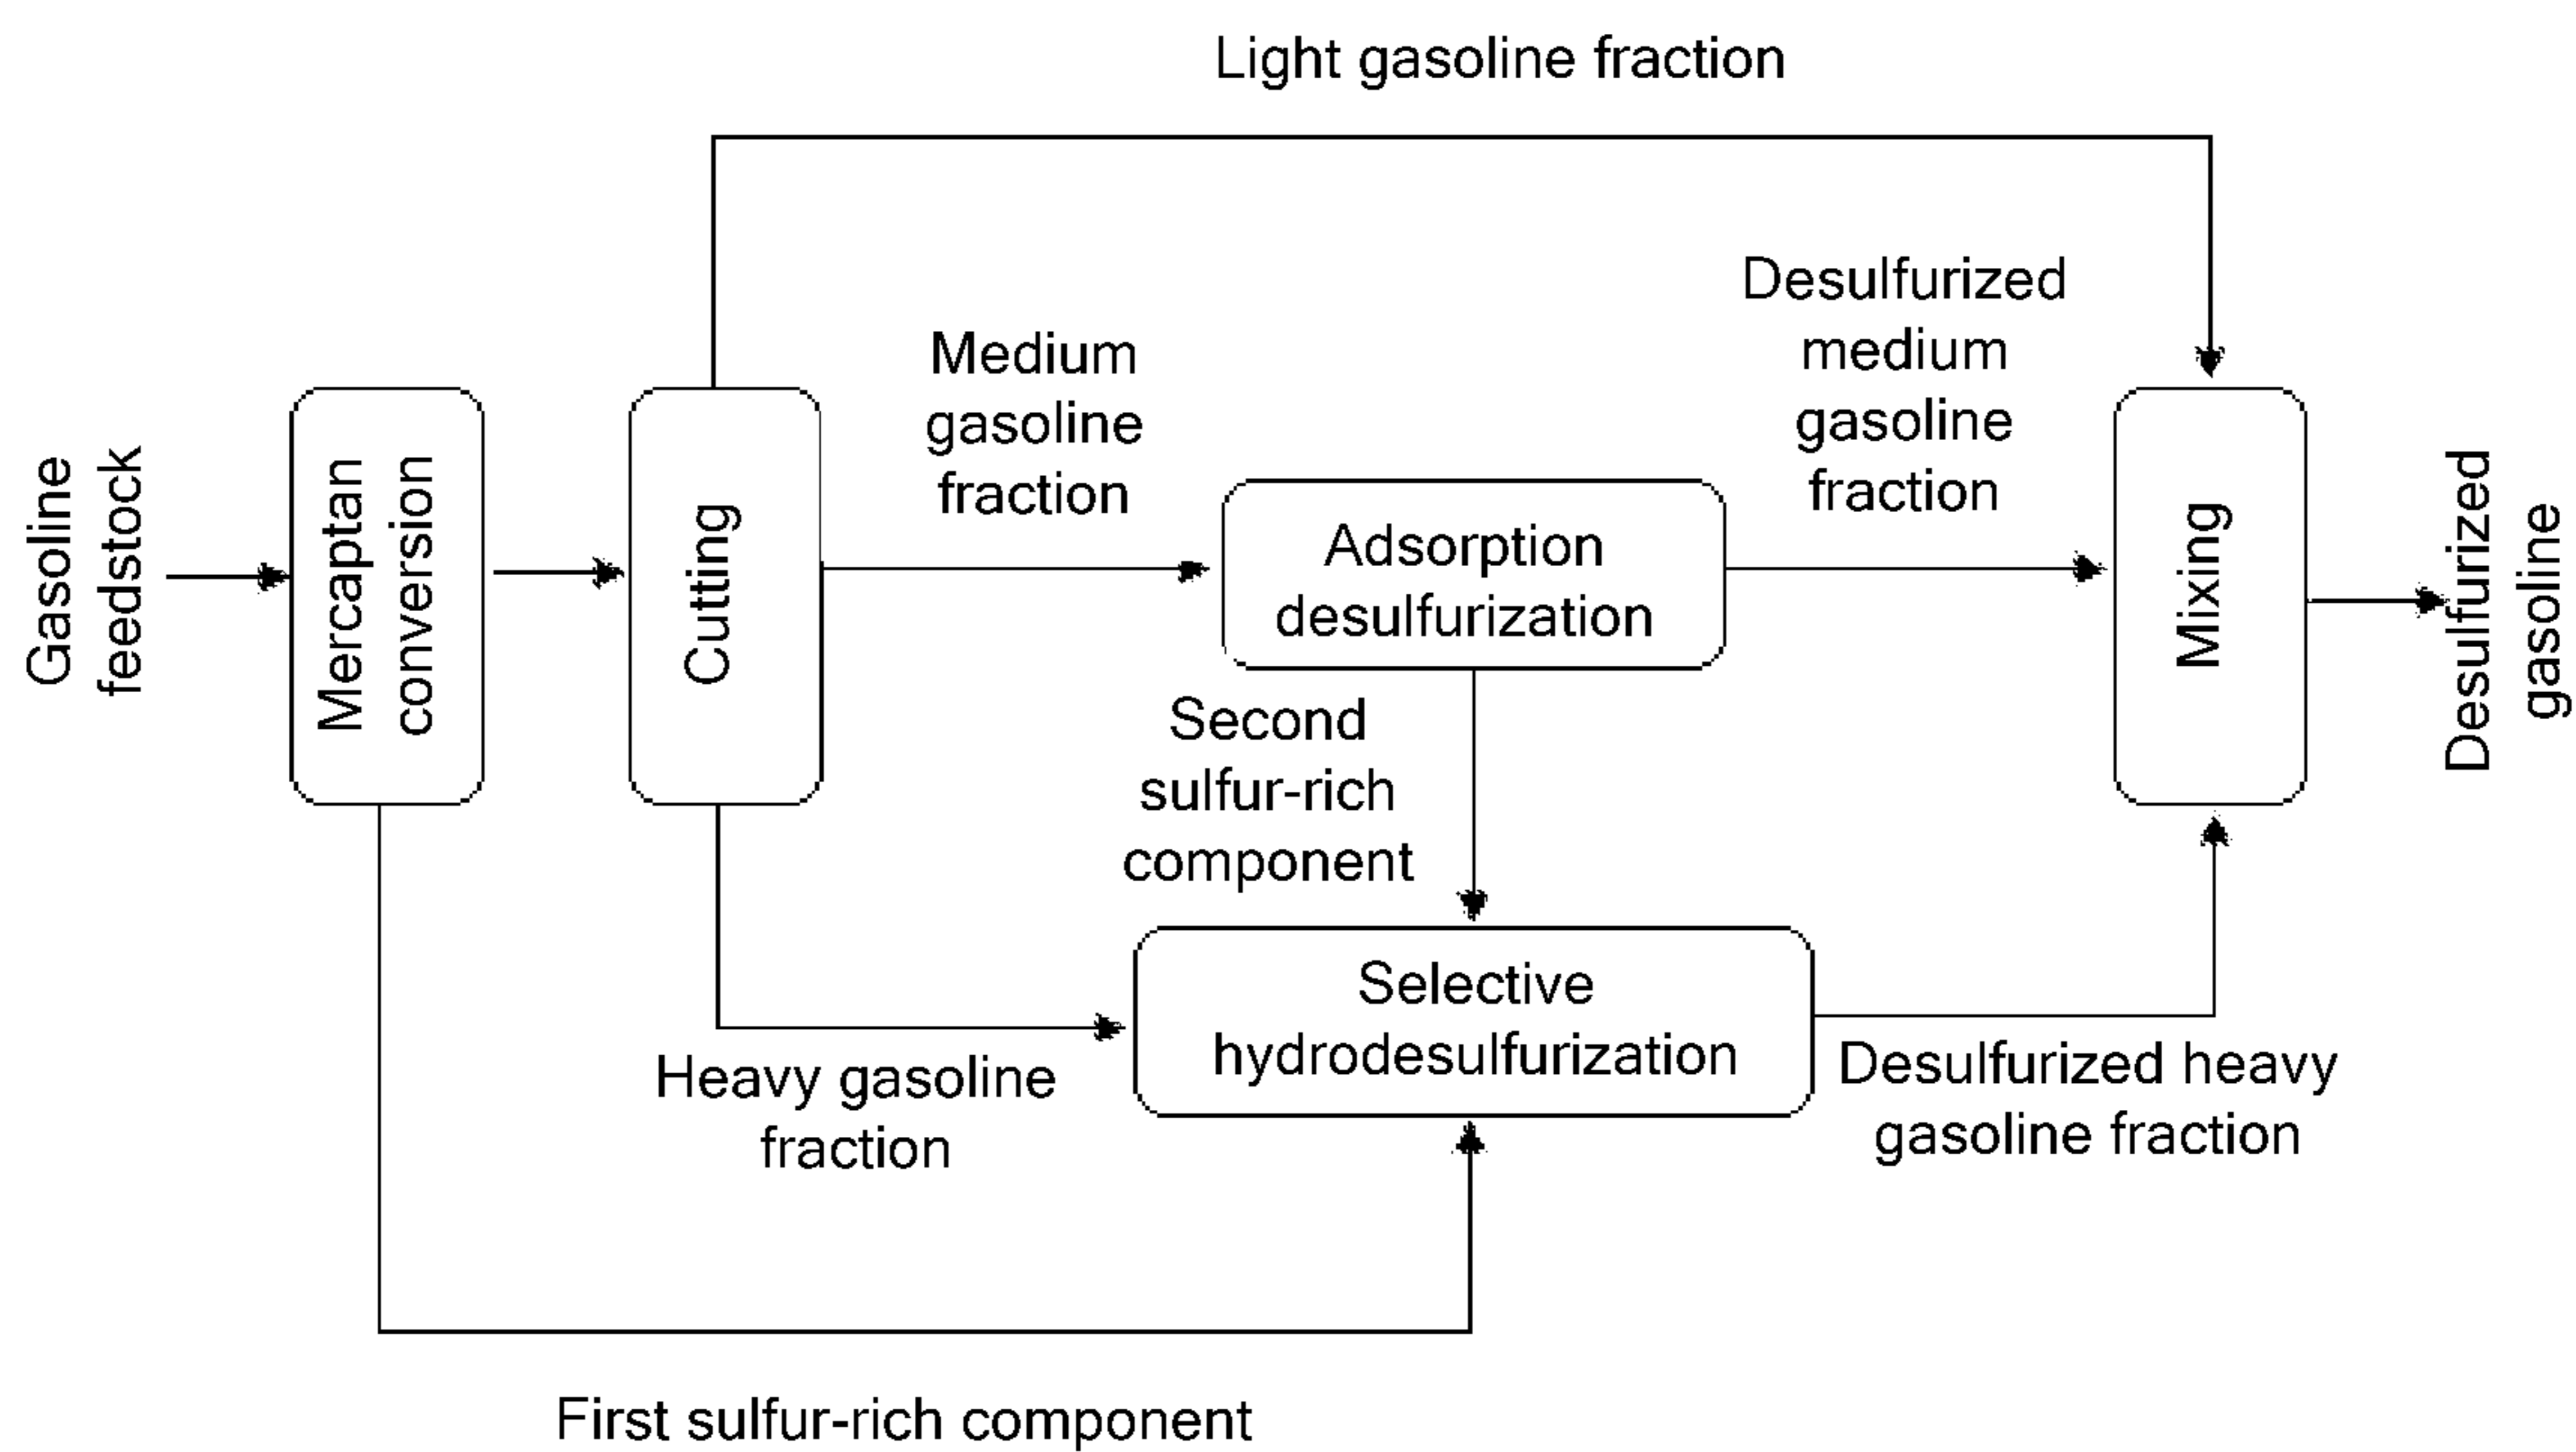 Light gasoline fraction
Gasoline
feedstock
Mercaptan
conversion
Cutting
Medium
gasoline
fraction
Adsorption
desulfurization
Desulfurized
medium
gasoline
fraction
Mixing
Desulfurized
gasoline
Second
sulfur-rich
component
Heavy gasoline
fraction
Selective
hydrodesulfurization
Desulfurized heavy
gasoline fraction
First sulfur-rich component